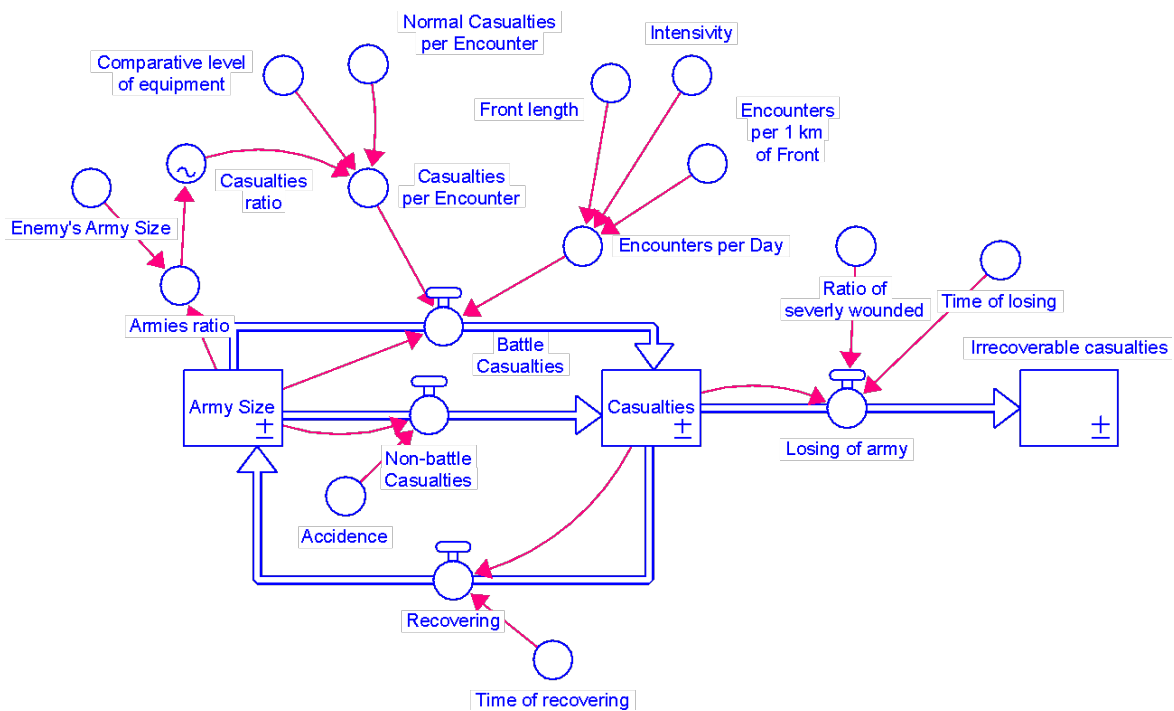 Normal Casualties
per Encounter
Intensivity
Comparative level
of equipment
Front length
Encounters
per 1 km
of Front
Casualties
ratio
Casualties
per Encounter
Enemy's Army Size
Encounters per Day
Ratio of
severly wounded
Time of losing
Armies ratio
Battle
Casualties
Irrecoverable casualties
Army Size
Casualties
Non-battle
Casualties
Losing of army
Accidence
Recovering
Time of recovering